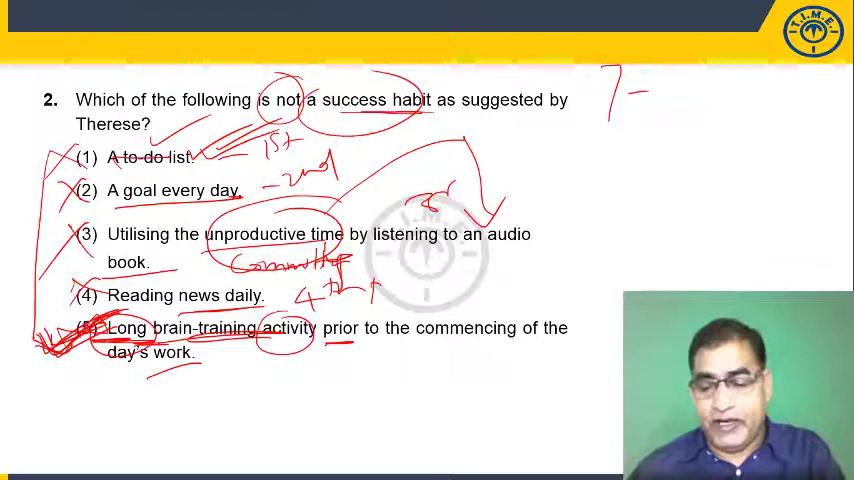 T.I.M.E.
7-
2. Which of the following is not a success habit as suggested by
Therese?
(1) A to-do list. - 1st
(2) A goal every day. - 2nd
(3) Utilising the unproductive time by listening to an audio
book.
(4) Reading news daily. 4th
(5) Long brain-training activity prior to the commencing of the
day's work.